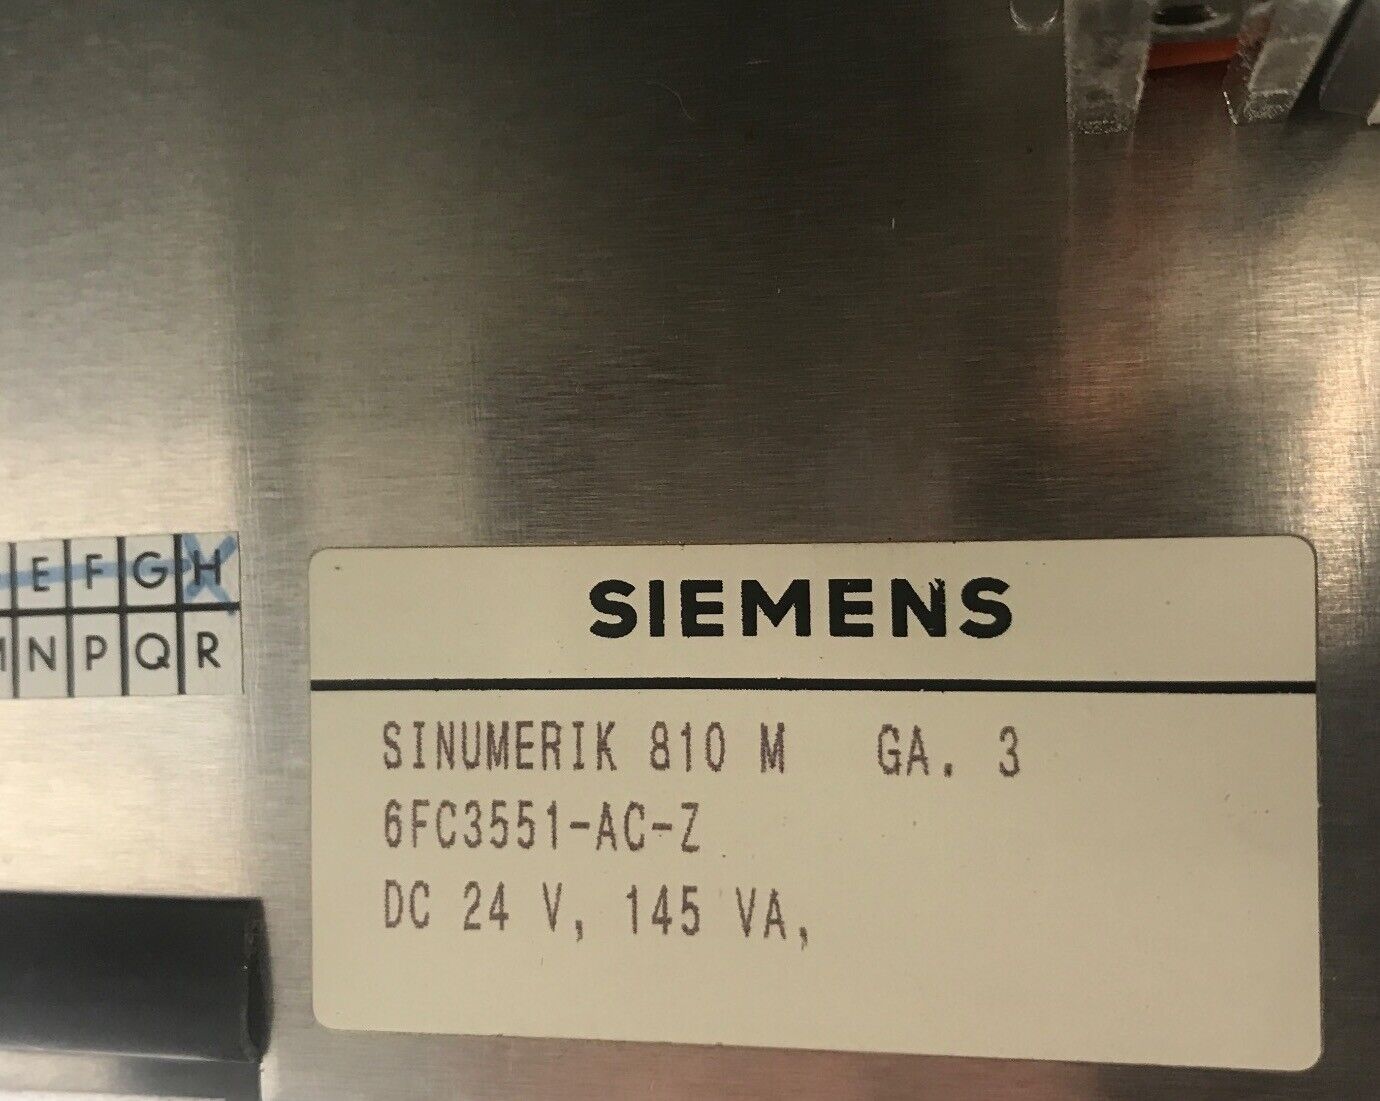 E F G H
N P Q R
SIEMENS
SINUMERIK 810 M GA. 3
6FC3551-AC-Z
DC 24 V, 145 VA,